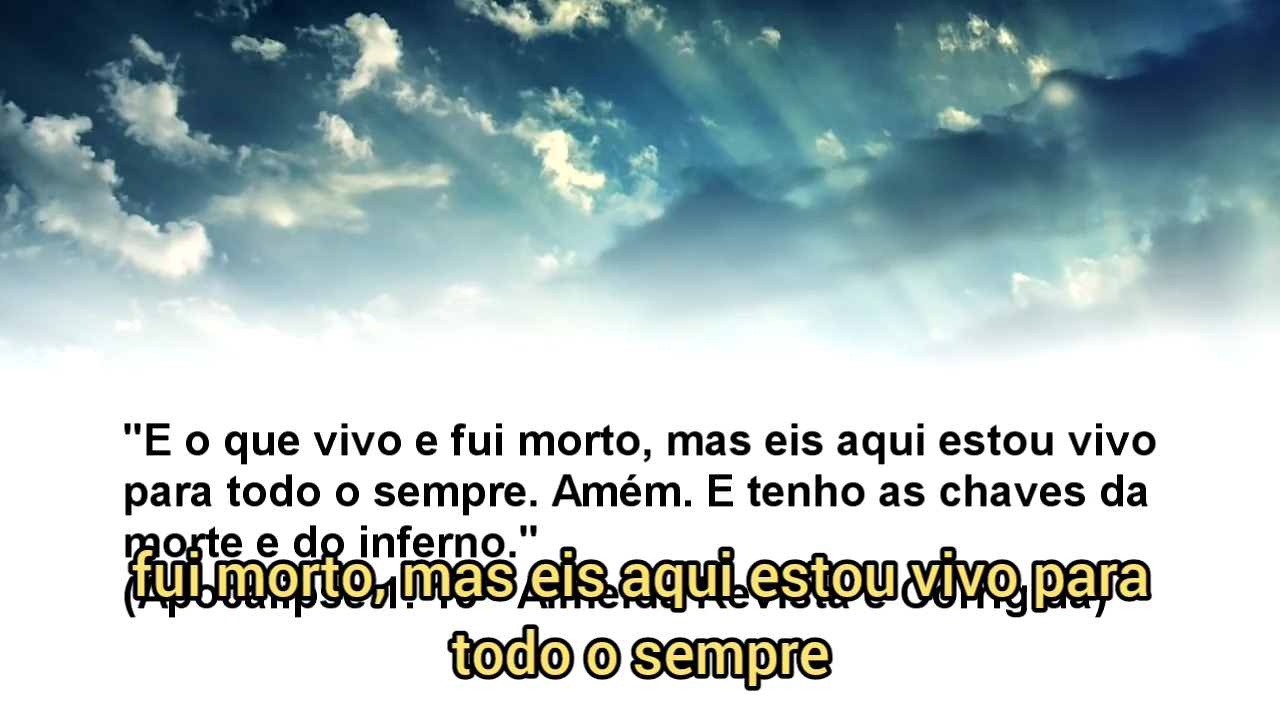 "E o que vivo e fui morto, mas eis aqui estou vivo
para todo o sempre. Amém. E tenho as chaves da
morte e do inferno."
(Apocalipse 1: 18 - Almeida Revista e Corrigida)
fui morto, mas eis aqui estou vivo para
todo o sempre